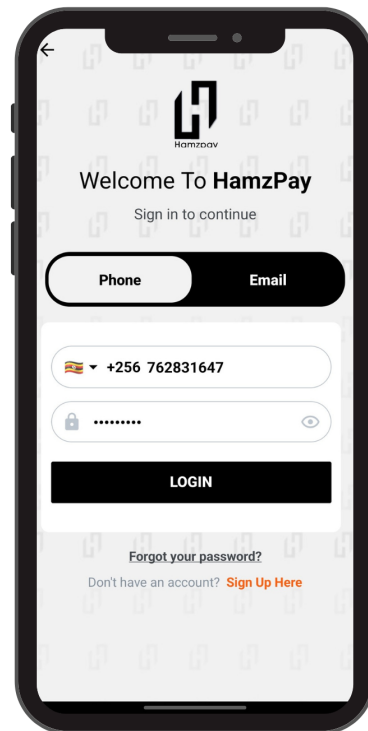 Hamzpay
Welcome To HamzPay
Sign in to continue
Phone
Email
+256 762831647
•••••••••
LOGIN
Forgot your password?
Don't have an account? Sign Up Here